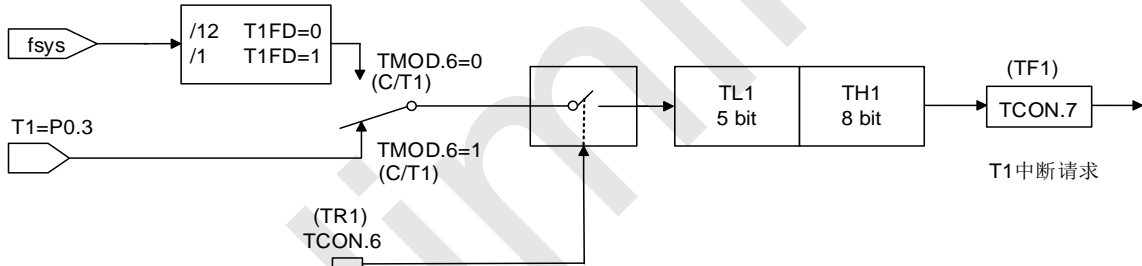 /12 T1FD=0
/1 T1FD=1
fsys
TMOD.6=0
(C/T1)
T1=P0.3
TMOD.6=1
(C/T1)
(TR1)
TCON.6
TL1
5 bit
TH1
8 bit
(TF1)
TCON.7
T1中断请求